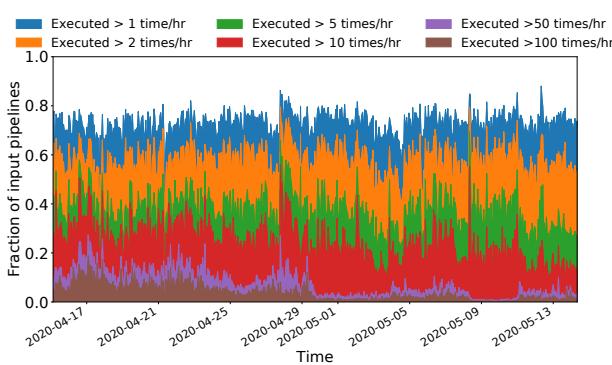 Executed > 1 time/hr Executed > 5 times/hr Executed >50 times/hr
Executed > 2 times/hr Executed > 10 times/hr Executed >100 times/hr
1.0
0.8
0.6
0.4
0.2
0.0
Fraction of input pipelines
2020-04-17 2020-04-21 2020-04-25 2020-04-29 2020-05-01 2020-05-05 2020-05-09 2020-05-13
Time